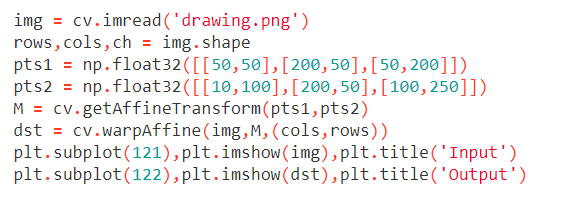 img = cv.imread('drawing.png')
rows,cols,ch = img.shape
pts1 = np.float32([[50,50],[200,50],[50,200]])
pts2 = np.float32([[10,100],[200,50],[100,250]])
M = cv.getAffineTransform(pts1,pts2)
dst = cv.warpAffine(img,M,(cols,rows))
plt.subplot(121),plt.imshow(img),plt.title('Input')
plt.subplot(122),plt.imshow(dst),plt.title('Output')